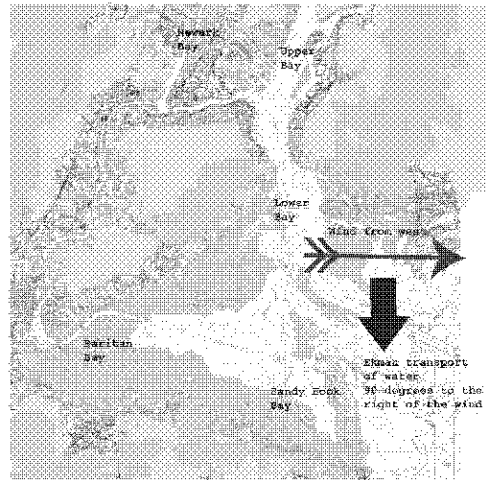 Newark
Bay
Upper
Bay
Lower
Bay
Wind from west
Raritan
Bay
Ekman transport
of water
90 degrees to the
right of the wind
Sandy Hook
Bay